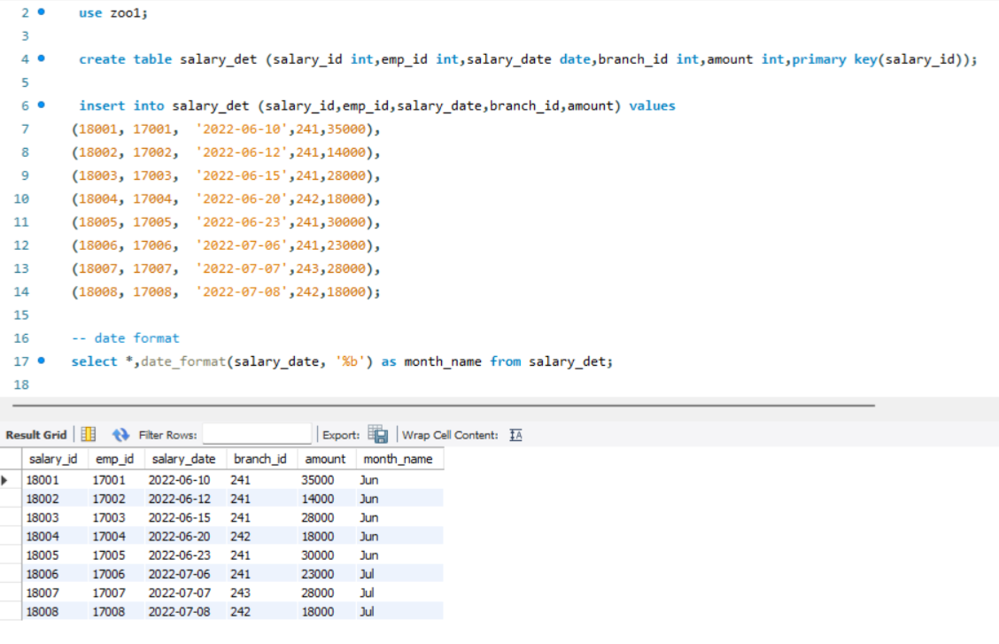 2 use zoo1;
3
4 create table salary_det (salary_id int,emp_id int,salary_date date,branch_id int,amount int,primary key(salary_id));
5
6 insert into salary_det (salary_id,emp_id,salary_date,branch_id,amount) values
7 (18001, 17001,  '2022-06-10',241,35000),
8 (18002, 17002,  '2022-06-12',241,14000),
9 (18003, 17003,  '2022-06-15',241,28000),
10 (18004, 17004,  '2022-06-20',242,18000),
11 (18005, 17005,  '2022-06-23',241,30000),
12 (18006, 17006,  '2022-07-06',241,23000),
13 (18007, 17007,  '2022-07-07',243,28000),
14 (18008, 17008,  '2022-07-08',242,18000);
15
16 -- date format
17 select *,date_format(salary_date, '%b') as month_name from salary_det;
18
Result Grid Filter Rows: Export: Wrap Cell Content: IA
salary_id emp_id salary_date branch_id amount month_name
18001 17001 2022-06-10 241 35000 Jun
18002 17002 2022-06-12 241 14000 Jun
18003 17003 2022-06-15 241 28000 Jun
18004 17004 2022-06-20 242 18000 Jun
18005 17005 2022-06-23 241 30000 Jun
18006 17006 2022-07-06 241 23000 Jul
18007 17007 2022-07-07 243 28000 Jul
18008 17008 2022-07-08 242 18000 Jul